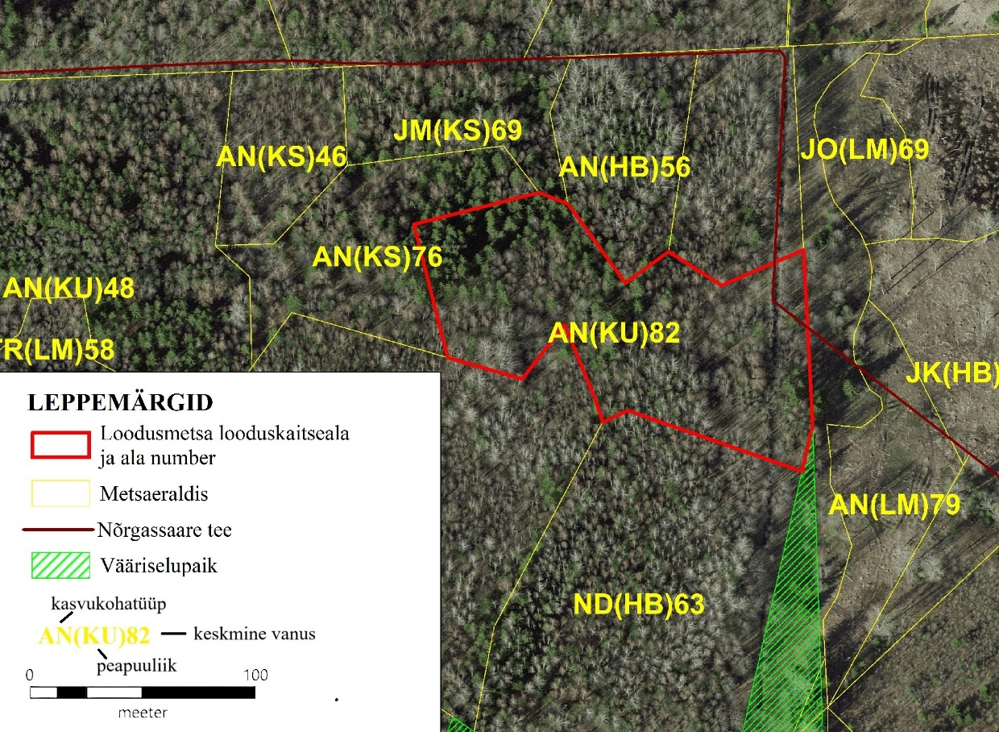 JM(KS)69
AN(KS)46
JO(LM)69
AN(HB)56
AN(KS)76
AN(KU)48
AN(KU)82
R(LM)58
JK(HB)
AN(LM)79
ND(HB)63
LEPPEMÄRGID
Loodusmetsa looduskaitseala
ja ala number
Metsaeraldis
Nõrgassaare tee
Vääriselupaik
kasvukohatüüp
AN(KU)82
keskmine vanus
peapuuliik
0 100
meeter